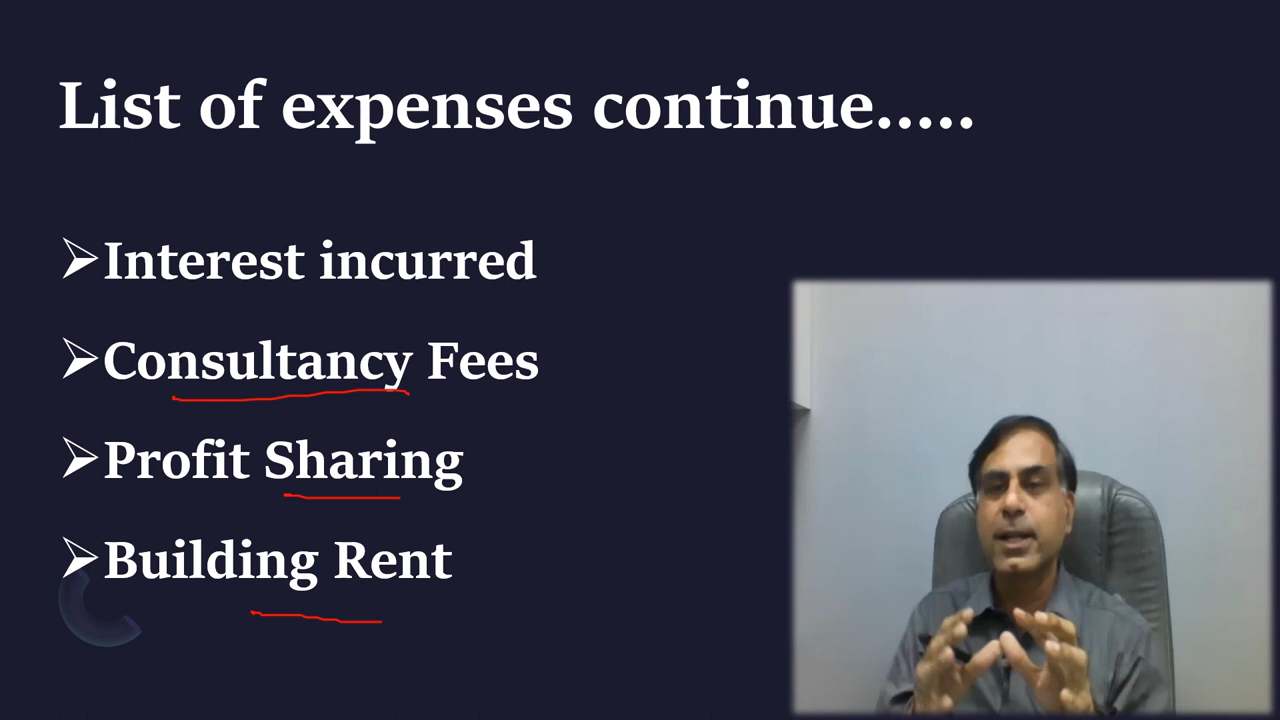 List of expenses continue.....
➢Interest incurred
➢Consultancy Fees
➢Profit Sharing
➢Building Rent